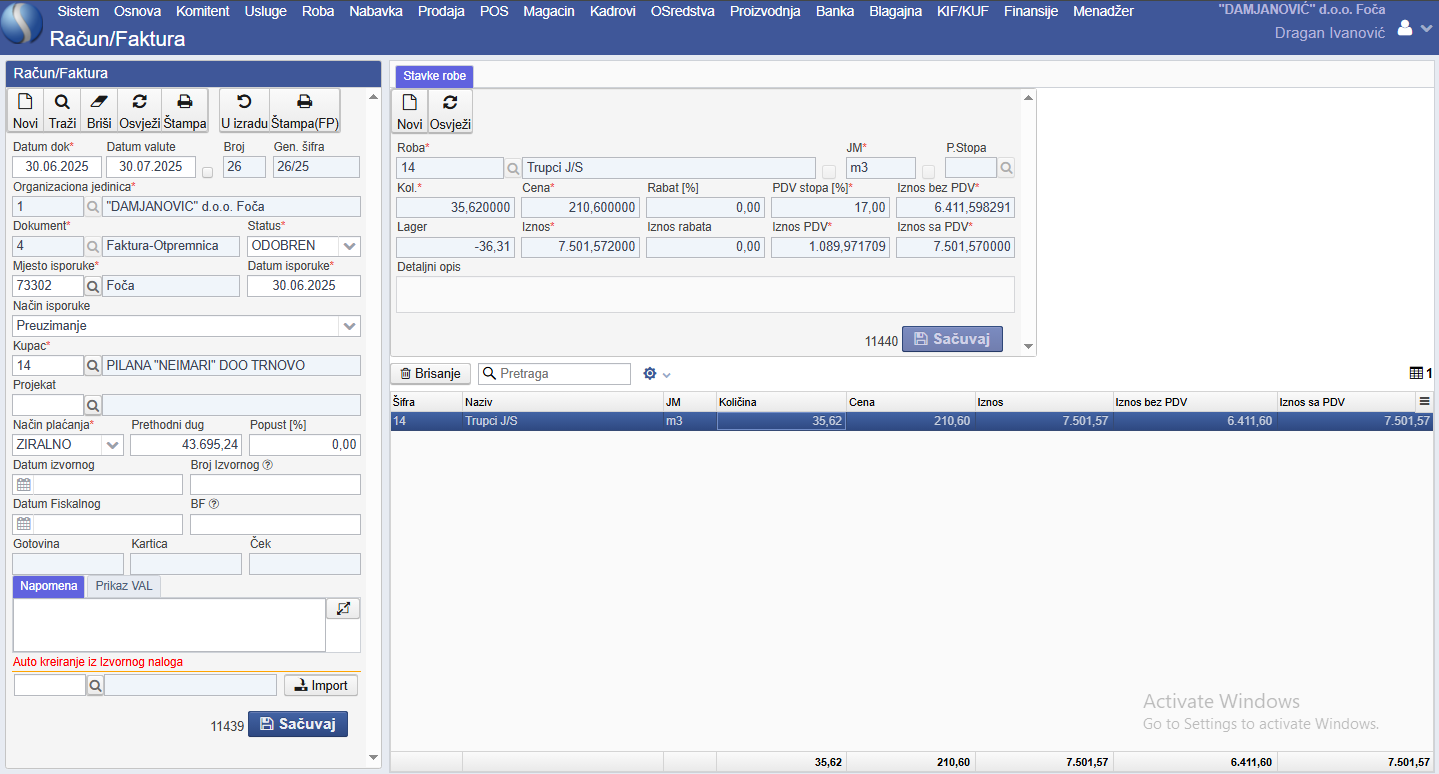 Sistem Osnova Komitent Usluge Roba Nabavka Prodaja POS Magacin Kadrovi OSredstva Proizvodnja Banka Blagajna KIF/KUF Finansije Menadžer
"DAMJANOVIĆ" d.o.o. Foča
Dragan Ivanović
Račun/Faktura
Račun/Faktura
Novi Traži Briši Osvježi Štampa U izradu Štampa(FP)
Datum dok* Datum valute Broj Gen. šifra
30.06.2025 30.07.2025 26 26/25
Organizaciona jedinica*
1 "DAMJANOVIC" d.o.o. Foča
Dokument* Status*
4 Faktura-Otpremnica ODOBREN
Mjesto isporuke* Datum isporuke*
73302 Foča 30.06.2025
Način isporuke
Preuzimanje
Kupac*
14 PILANA "NEIMARI" DOO TRNOVO
Projekat
Način plaćanja* Prethodni dug Popust [%]
ZIRALNO 43.695,24 0,00
Datum izvornog Broj Izvornog
Datum Fiskalnog BF
Gotovina Kartica Ček
Napomena Prikaz VAL
Auto kreiranje iz Izvornog naloga
Import
11439 Sačuvaj
Stavke robe
Novi Osvježi
Roba* JM* P.Stopa
14 Trupci J/S m3
Kol.* Cena* Rabat [%] PDV stopa [%]* Iznos bez PDV*
35,620000 210,600000 0,00 17,00 6.411,598291
Lager Iznos* Iznos rabata Iznos PDV* Iznos sa PDV*
-36,31 7.501,572000 0,00 1.089,971709 7.501,570000
Detaljni opis
11440 Sačuvaj
Brisanje Pretraga 1
Šifra Naziv JM Količina Cena Iznos Iznos bez PDV Iznos sa PDV
14 Trupci J/S m3 35,62 210,60 7.501,57 6.411,60 7.501,57
Activate Windows
Go to Settings to activate Windows.
35,62 210,60 7.501,57 6.411,60 7.501,57